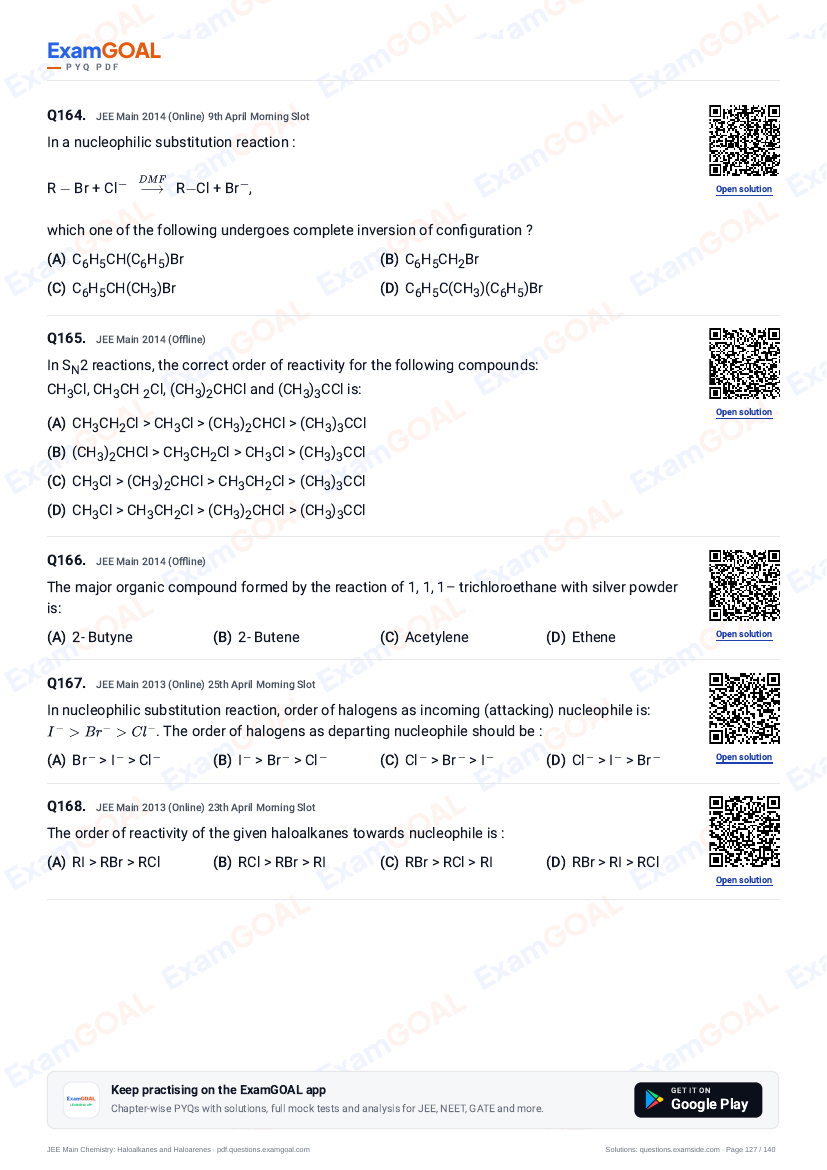 ExamGOAL
PYQ PDF
Q164. JEE Main 2014 (Online) 9th April Morning Slot
In a nucleophilic substitution reaction :
R − Br + Cl⁻ \overset{DMF}{⟶} R−Cl + Br⁻,
which one of the following undergoes complete inversion of configuration ?
(A) C₆H₅CH(C₆H₅)Br (B) C₆H₅CH₂Br
(C) C₆H₅CH(CH₃)Br (D) C₆H₅C(CH₃)(C₆H₅)Br
Open solution
Q165. JEE Main 2014 (Offline)
In S_N2 reactions, the correct order of reactivity for the following compounds:
CH₃Cl, CH₃CH ₂Cl, (CH₃)₂CHCl and (CH₃)₃CCl is:
(A) CH₃CH₂Cl > CH₃Cl > (CH₃)₂CHCl > (CH₃)₃CCl
(B) (CH₃)₂CHCl > CH₃CH₂Cl > CH₃Cl > (CH₃)₃CCl
(C) CH₃Cl > (CH₃)₂CHCl > CH₃CH₂Cl > (CH₃)₃CCl
(D) CH₃Cl > CH₃CH₂Cl > (CH₃)₂CHCl > (CH₃)₃CCl
Open solution
Q166. JEE Main 2014 (Offline)
The major organic compound formed by the reaction of 1, 1, 1− trichloroethane with silver powder
is:
(A) 2- Butyne (B) 2- Butene (C) Acetylene (D) Ethene
Open solution
Q167. JEE Main 2013 (Online) 25th April Morning Slot
In nucleophilic substitution reaction, order of halogens as incoming (attacking) nucleophile is:
I⁻ > Br⁻ > Cl⁻. The order of halogens as departing nucleophile should be :
(A) Br⁻ > I⁻ > Cl⁻ (B) I⁻ > Br⁻ > Cl⁻ (C) Cl⁻ > Br⁻ > I⁻ (D) Cl⁻ > I⁻ > Br⁻
Open solution
Q168. JEE Main 2013 (Online) 23th April Morning Slot
The order of reactivity of the given haloalkanes towards nucleophile is :
(A) RI > RBr > RCl (B) RCl > RBr > RI (C) RBr > RCl > RI (D) RBr > RI > RCl
Open solution
Keep practising on the ExamGOAL app
Chapter-wise PYQs with solutions, full mock tests and analysis for JEE, NEET, GATE and more.
GET IT ON
Google Play
JEE Main Chemistry: Haloalkanes and Haloarenes · pdf.questions.examgoal.com
Solutions: questions.examside.com · Page 127 / 140